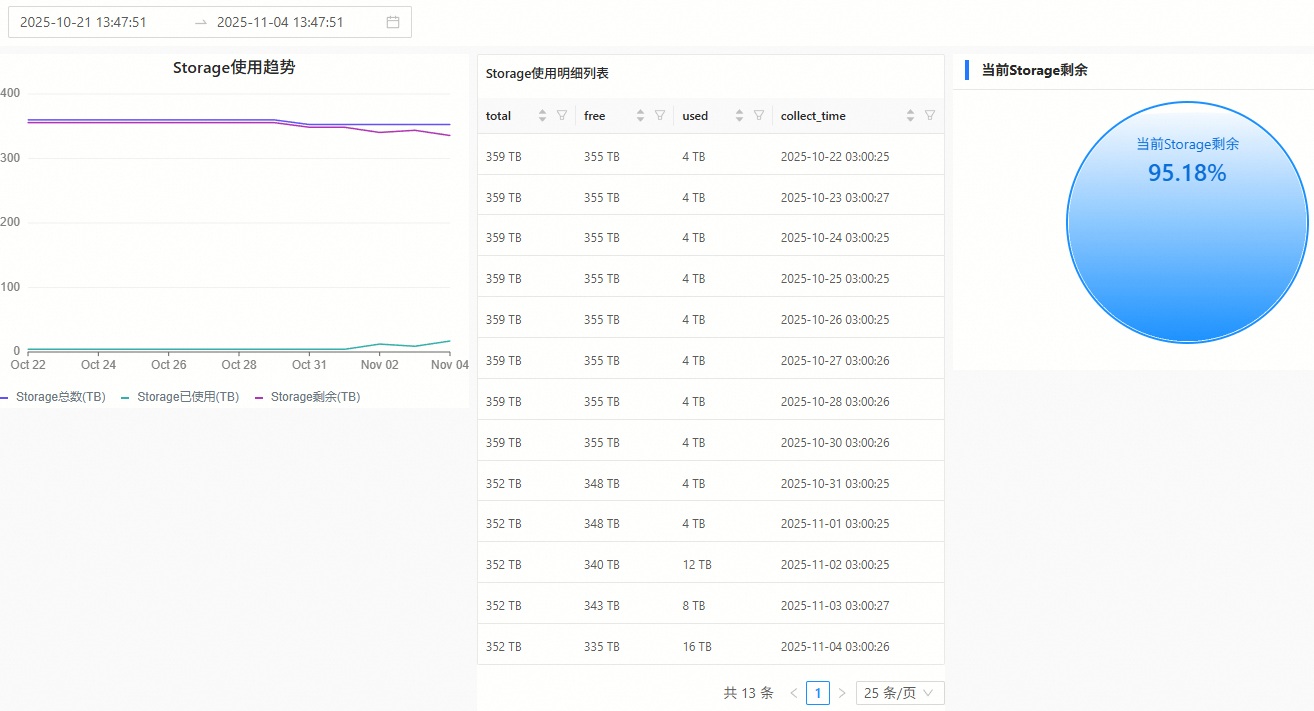 2025-10-21 13:47:51 → 2025-11-04 13:47:51
Storage使用趋势
400
300
200
100
0
Oct 22 Oct 24 Oct 26 Oct 28 Oct 31 Nov 02 Nov 04
Storage总数(TB) Storage已使用(TB) Storage剩余(TB)
Storage使用明细列表
total free used collect_time
359 TB 355 TB 4 TB 2025-10-22 03:00:25
359 TB 355 TB 4 TB 2025-10-23 03:00:27
359 TB 355 TB 4 TB 2025-10-24 03:00:25
359 TB 355 TB 4 TB 2025-10-25 03:00:25
359 TB 355 TB 4 TB 2025-10-26 03:00:25
359 TB 355 TB 4 TB 2025-10-27 03:00:26
359 TB 355 TB 4 TB 2025-10-28 03:00:26
359 TB 355 TB 4 TB 2025-10-30 03:00:26
352 TB 348 TB 4 TB 2025-10-31 03:00:25
352 TB 348 TB 4 TB 2025-11-01 03:00:25
352 TB 340 TB 12 TB 2025-11-02 03:00:25
352 TB 343 TB 8 TB 2025-11-03 03:00:27
352 TB 335 TB 16 TB 2025-11-04 03:00:26
共 13 条 < 1 > 25 条/页
当前Storage剩余
当前Storage剩余
95.18%